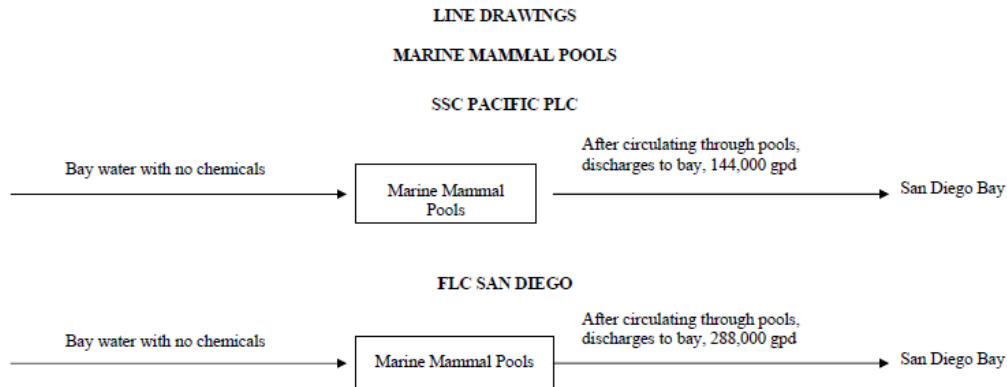 LINE DRAWINGS
MARINE MAMMAL POOLS
SSC PACIFIC PLC
Bay water with no chemicals
Marine Mammal
Pools
After circulating through pools,
discharges to bay, 144,000 gpd
San Diego Bay
FLC SAN DIEGO
Bay water with no chemicals
Marine Mammal Pools
After circulating through pools,
discharges to bay, 288,000 gpd
San Diego Bay